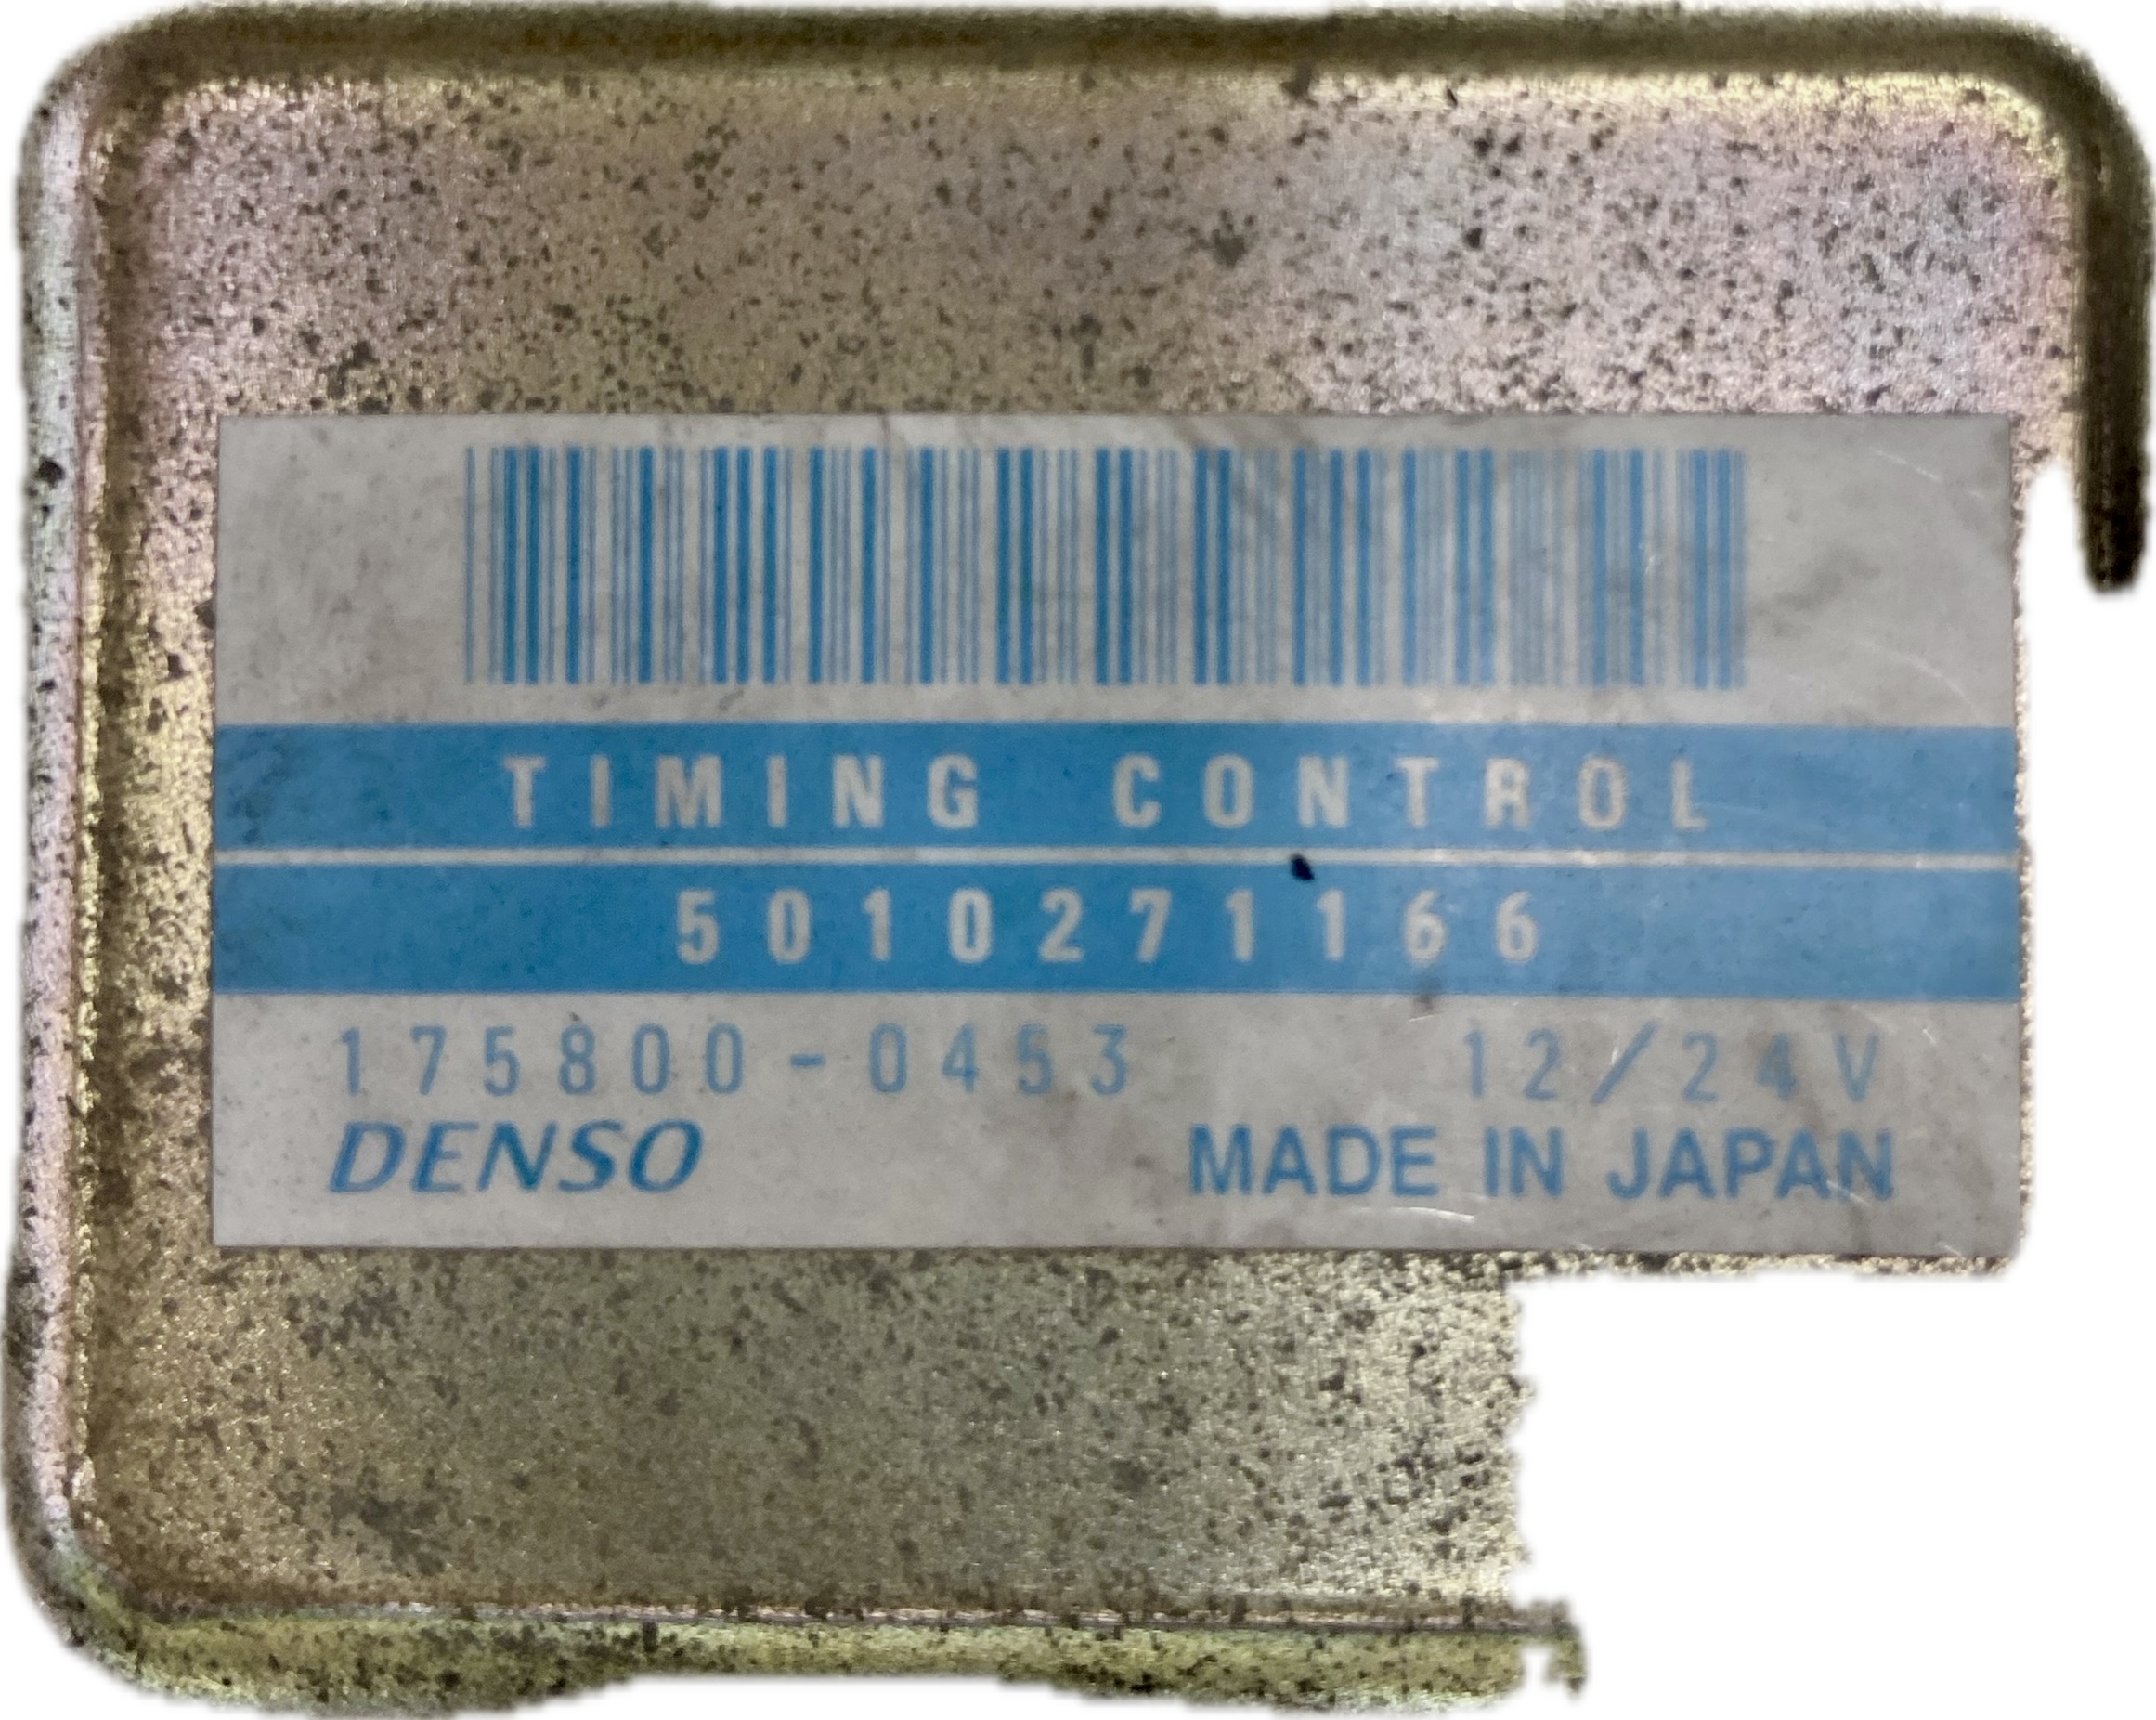 TIMING CONTROL
5010271166
175800-0453 12/24V
DENSO MADE IN JAPAN